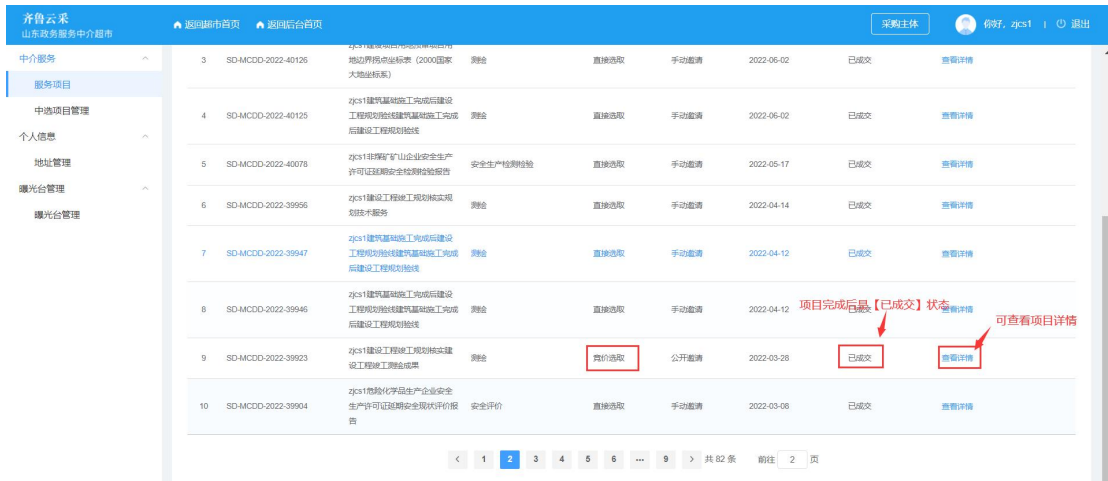 齐鲁云采
山东政务服务中介超市
返回超市首页 返回后台首页 采购主体 你好，zjcs1 | 退出
中介服务
服务项目
中选项目管理
个人信息
地址管理
曝光台管理
曝光台管理
zjcs1建设项目用地勘带项目用
3 SD-MCDD-2022-40126 地边界拐点坐标表（2000国家 测绘 直接选取 手动邀请 2022-06-02 已成交 查看详情
大地坐标系）
zjcs1建筑基础施工完成后建设
4 SD-MCDD-2022-40125 工程规划验线建筑基础施工完成 测绘 直接选取 手动邀请 2022-06-02 已成交 查看详情
后建设工程规划验线
zjcs1非煤矿矿山企业安全生产
5 SD-MCDD-2022-40078 安全生产检测检验 直接选取 手动邀请 2022-05-17 已成交 查看详情
许可证延期安全检测检验报告
zjcs1建设工程竣工规划核实规
6 SD-MCDD-2022-39956 测绘 直接选取 手动邀请 2022-04-14 已成交 查看详情
划技术服务
zjcs1建筑基础施工完成后建设
7 SD-MCDD-2022-39947 工程规划验线建筑基础施工完成 测绘 直接选取 手动邀请 2022-04-12 已成交 查看详情
后建设工程规划验线
zjcs1建筑基础施工完成后建设
8 SD-MCDD-2022-39946 工程规划验线建筑基础施工完成 测绘 直接选取 手动邀请 2022-04-12 已成交 查看详情
后建设工程规划验线
项目完成后是【已成交】状态
可查看项目详情
zjcs1建设工程竣工规划核实建
9 SD-MCDD-2022-39923 测绘 竞价选取 公开邀请 2022-03-28 已成交 查看详情
设工程竣工测绘成果
zjcs1危险化学品生产企业安全
10 SD-MCDD-2022-39904 生产许可证延期安全现状评价报 安全评价 直接选取 手动邀请 2022-03-08 已成交 查看详情
告
< 1 2 3 4 5 6 ••• 9 > 共 82 条 前往 2 页